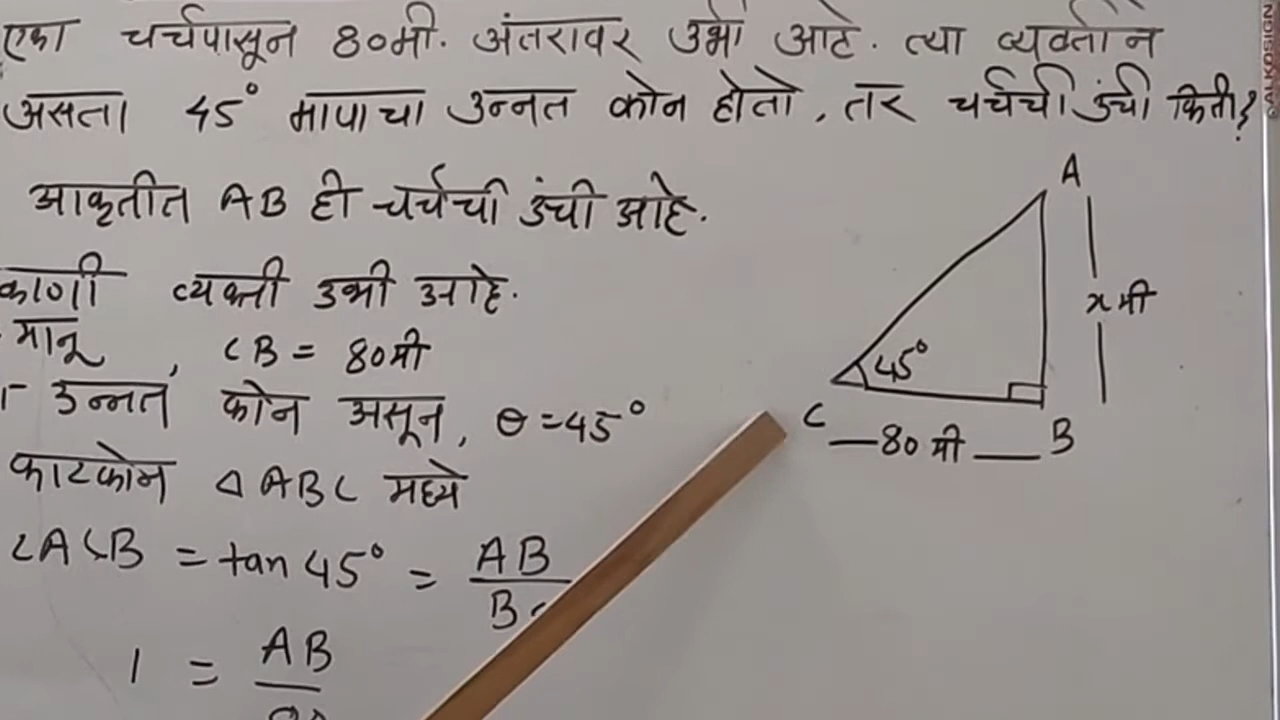 एका चर्चपासून 80मी. अंतरावर उभी आहे. त्या व्यक्तीने
असता 45° मापाचा उन्नत कोन होतो, तर चर्चची उंची किती?
आकृतीत AB ही चर्चची उंची आहे.
व्यक्ती उभी आहे.
मानू, CB = 80मी
उन्नत कोन असून, θ = 45°
काटकोन △ABC मध्ये
∠ACB = tan 45° = AB
1 = AB
A
x मी
45°
C
80 मी
B
ALKOSIGN